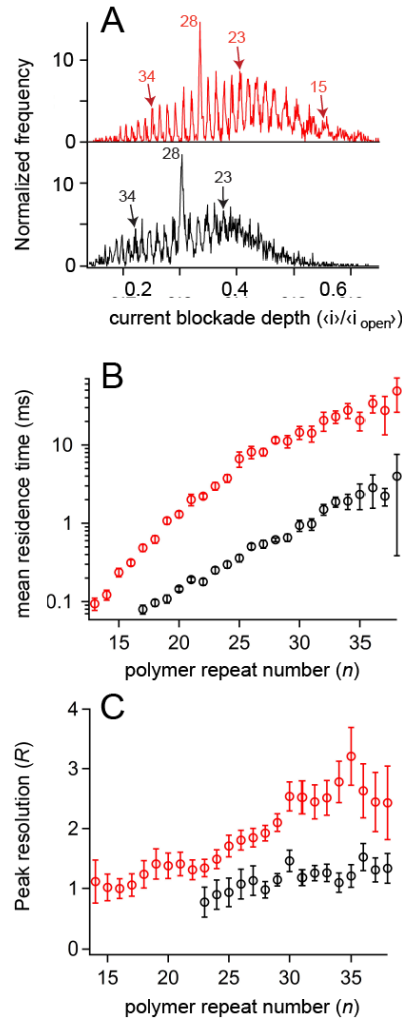 A
28
23
34
15
10
0
Normalized frequency
28
34
23
10
0
0.2 0.4 0.6
current blockade depth (‹i›/‹i open›)
B
10
1
0.1
mean residence time (ms)
15 20 25 30 35
polymer repeat number (n)
C
4
3
2
1
0
Peak resolution (R)
15 20 25 30 35
polymer repeat number (n)